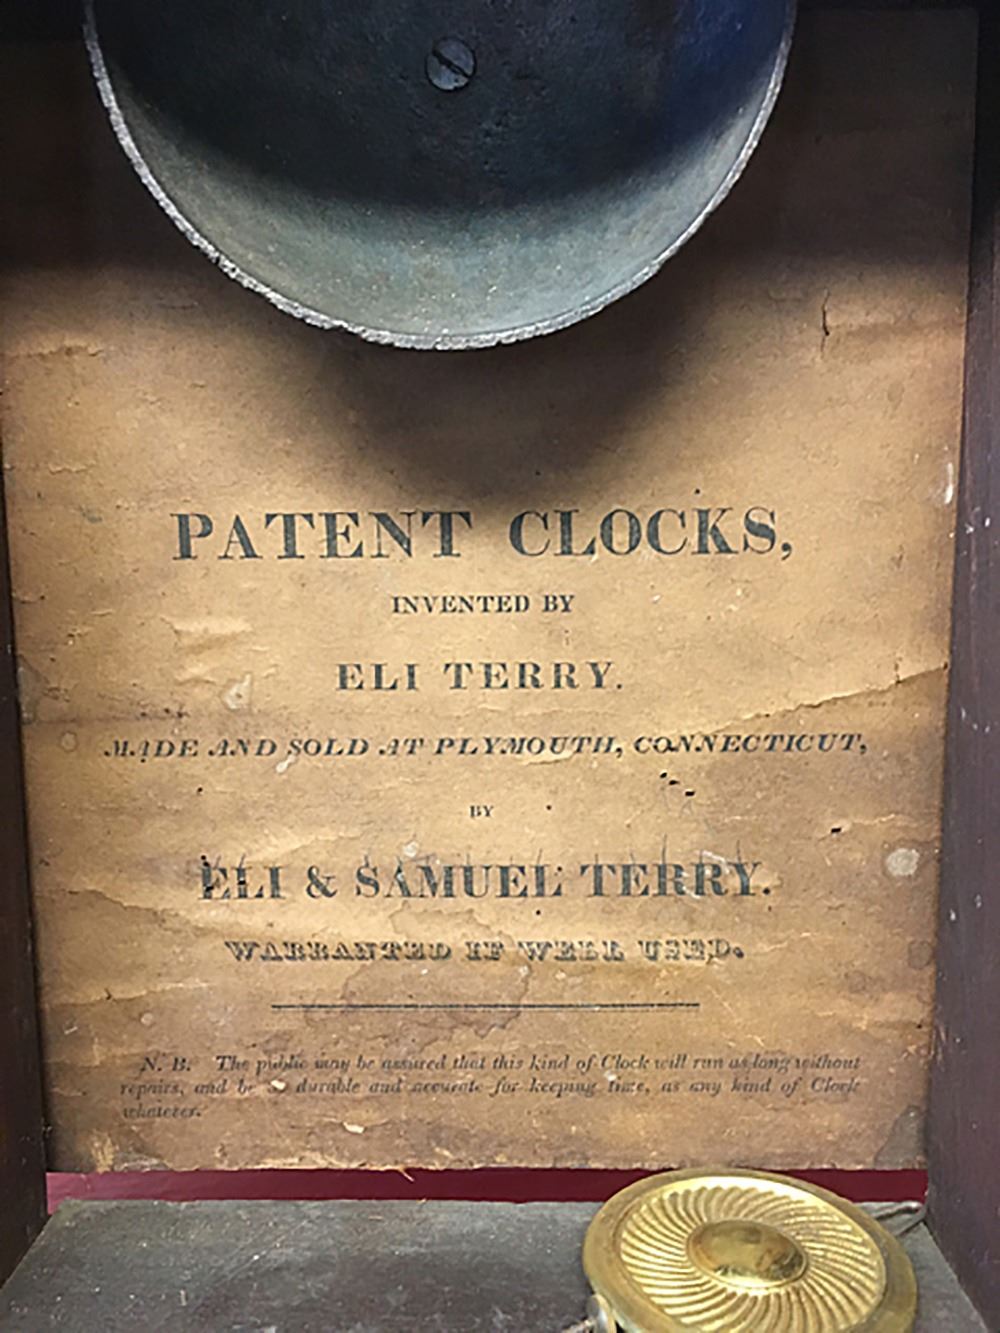 PATENT CLOCKS,
INVENTED BY
ELI TERRY.
MADE AND SOLD AT PLYMOUTH, CONNECTICUT,
BY
ELI & SAMUEL TERRY.
WARRANTED IF WELL USED.
N. B. The public may be assured that this kind of Clock will run as long without
repairs, and be as durable and accurate for keeping time, as any kind of Clock
whatever.